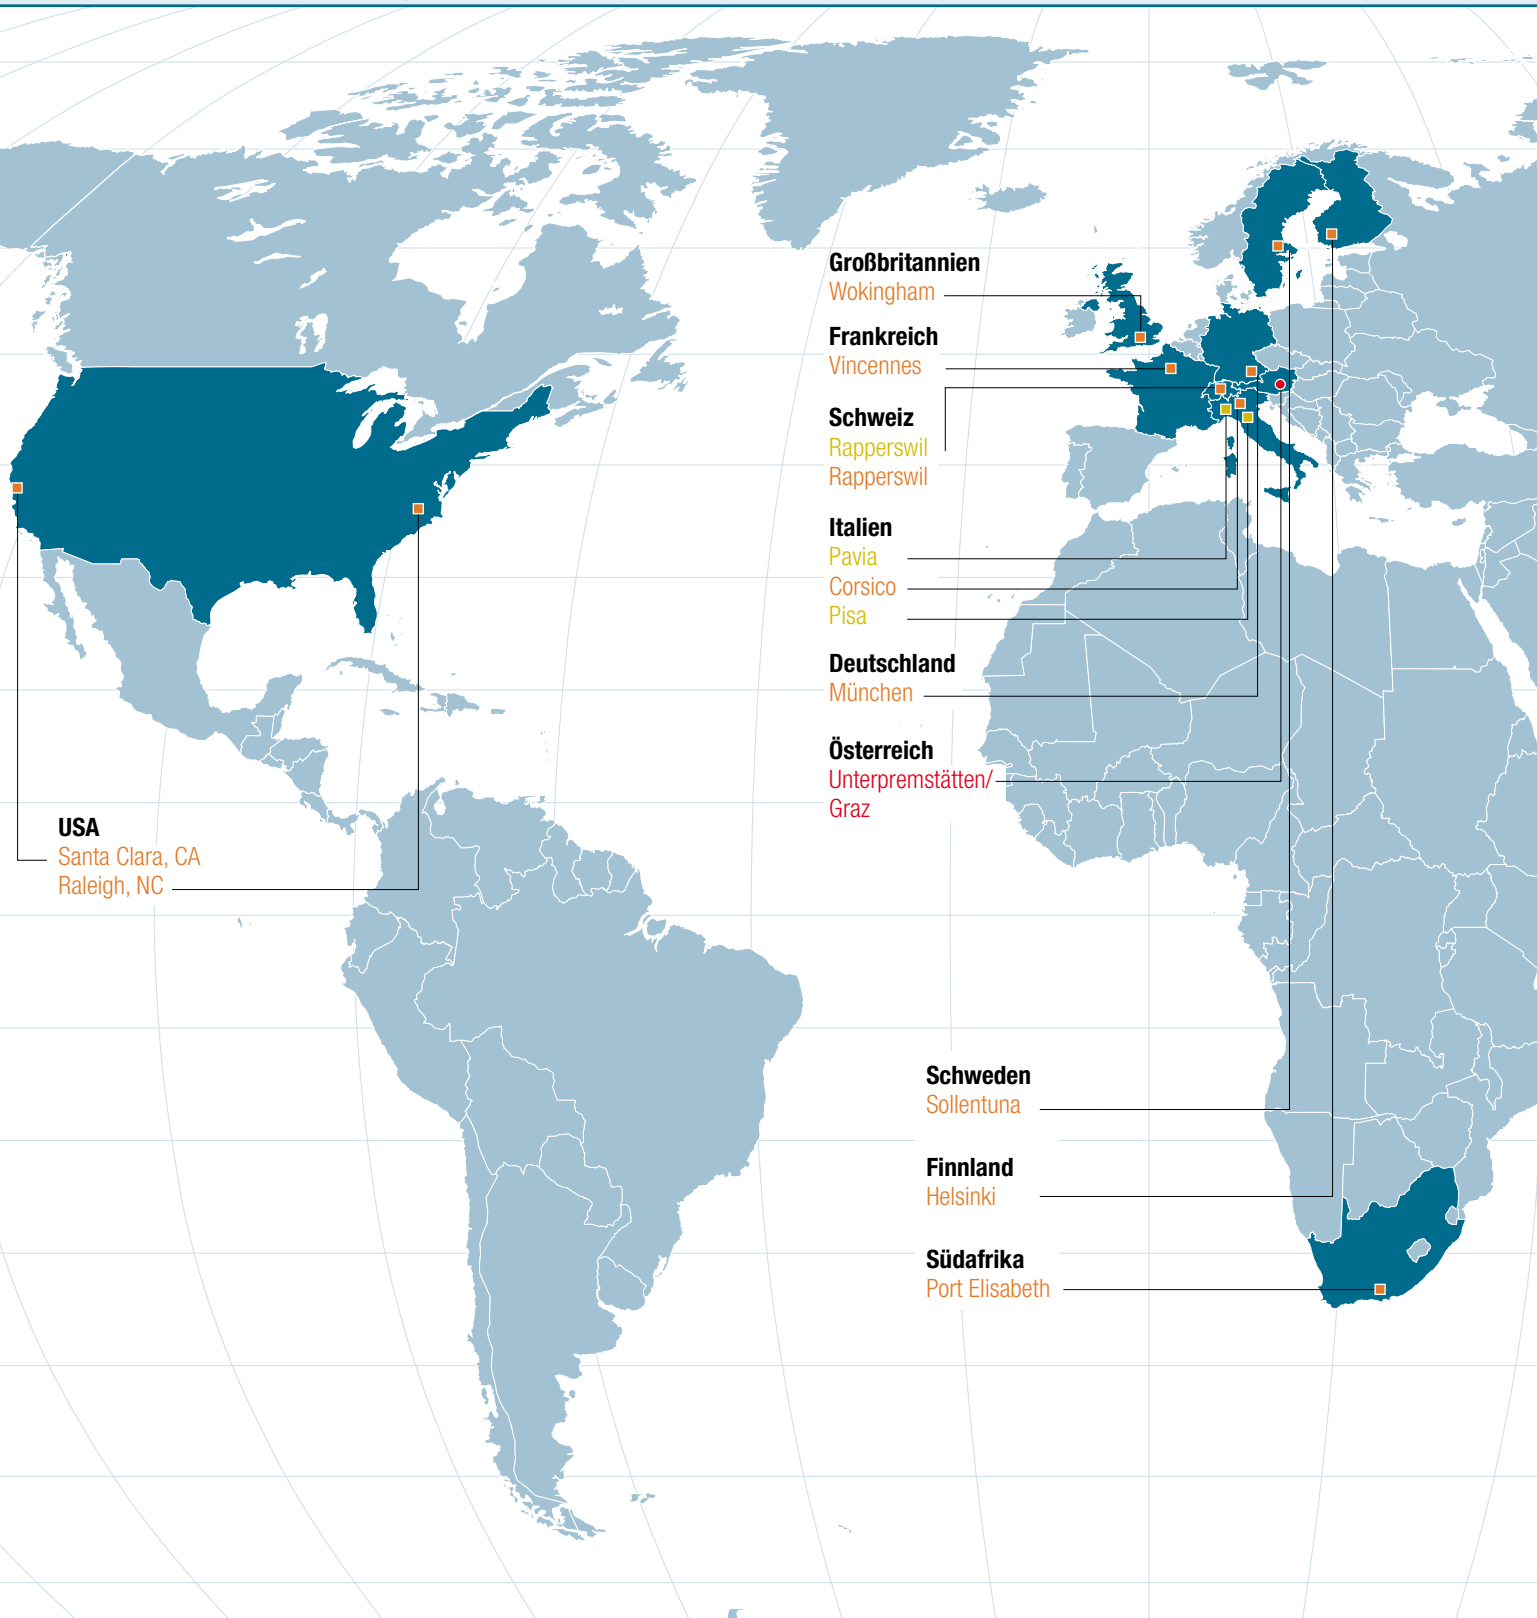 Großbritannien
Wokingham
Frankreich
Vincennes
Schweiz
Rapperswil
Rapperswil
Italien
Pavia
Corsico
Pisa
Deutschland
München
Österreich
Unterpremstätten/
Graz
USA
Santa Clara, CA
Raleigh, NC
Schweden
Sollentuna
Finnland
Helsinki
Südafrika
Port Elisabeth